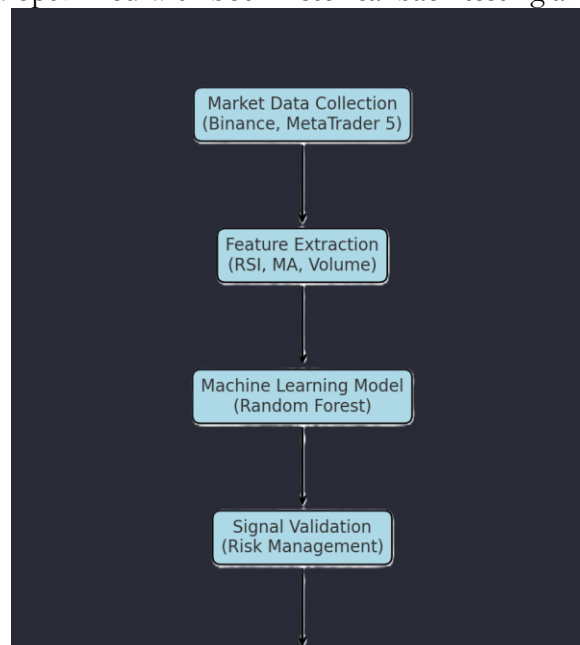 Market Data Collection
(Binance, MetaTrader 5)
Feature Extraction
(RSI, MA, Volume)
Machine Learning Model
(Random Forest)
Signal Validation
(Risk Management)